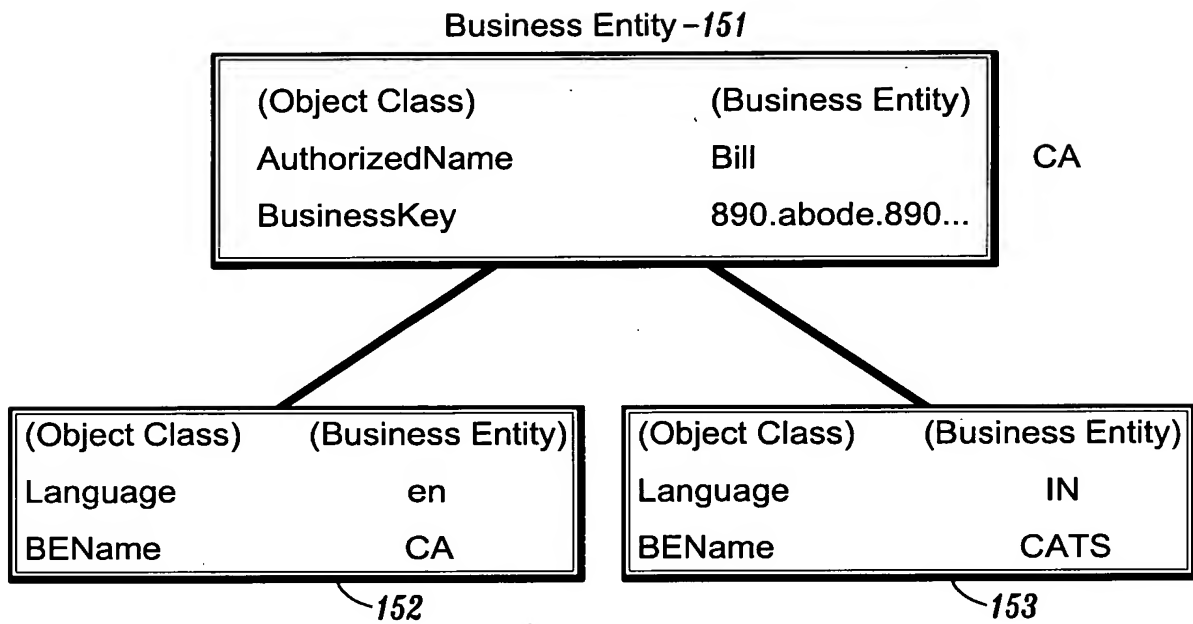 Business Entity –151
(Object Class) (Business Entity)
AuthorizedName Bill CA
BusinessKey 890.abode.890...
(Object Class) (Business Entity) (Object Class) (Business Entity)
Language en Language IN
BEName CA BEName CATS
152 153